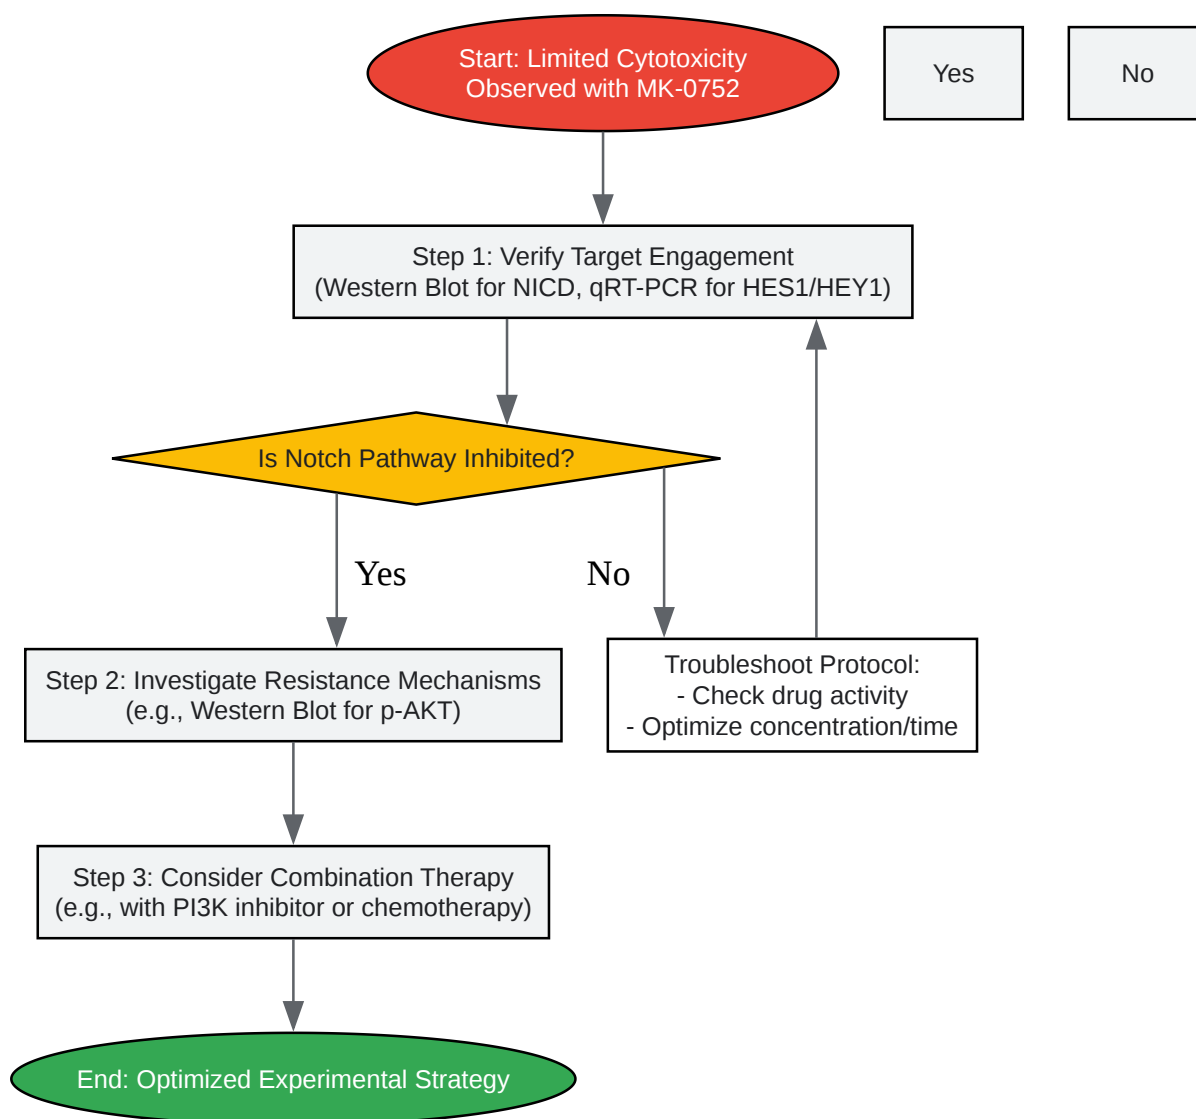 Start: Limited Cytotoxicity
Observed with MK-0752
Yes
No
Step 1: Verify Target Engagement
(Western Blot for NICD, qRT-PCR for HES1/HEY1)
Is Notch Pathway Inhibited?
Yes
No
Step 2: Investigate Resistance Mechanisms
(e.g., Western Blot for p-AKT)
Troubleshoot Protocol:
- Check drug activity
- Optimize concentration/time
Step 3: Consider Combination Therapy
(e.g., with PI3K inhibitor or chemotherapy)
End: Optimized Experimental Strategy